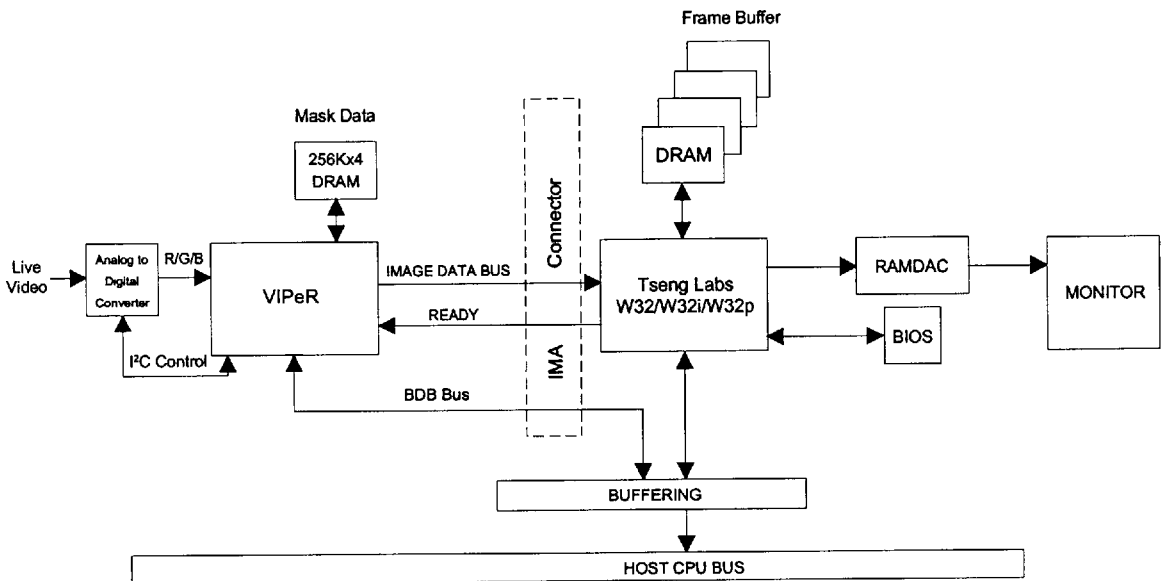 Frame Buffer
Mask Data
256Kx4
DRAM
DRAM
Connector
IMA
Live
Video
Analog to
Digital
Converter
R/G/B
VIPeR
IMAGE DATA BUS
READY
Tseng Labs
W32/W32i/W32p
RAMDAC
MONITOR
BIOS
I²C Control
BDB Bus
BUFFERING
HOST CPU BUS